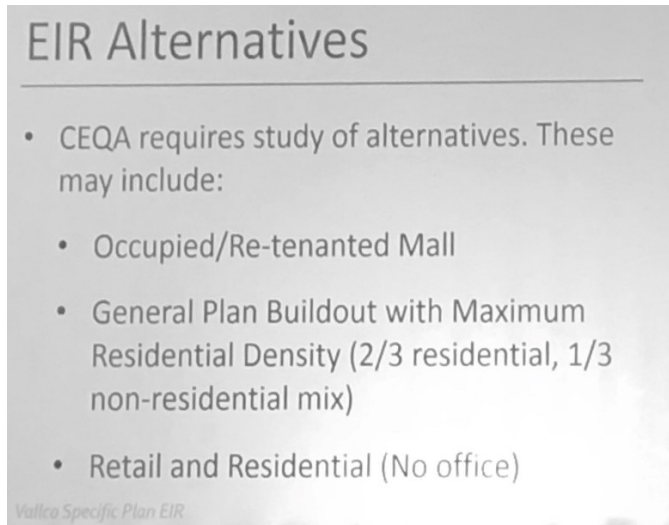 EIR Alternatives
• CEQA requires study of alternatives. These
may include:
• Occupied/Re-tenanted Mall
• General Plan Buildout with Maximum
Residential Density (2/3 residential, 1/3
non-residential mix)
• Retail and Residential (No office)
Vallco Specific Plan EIR